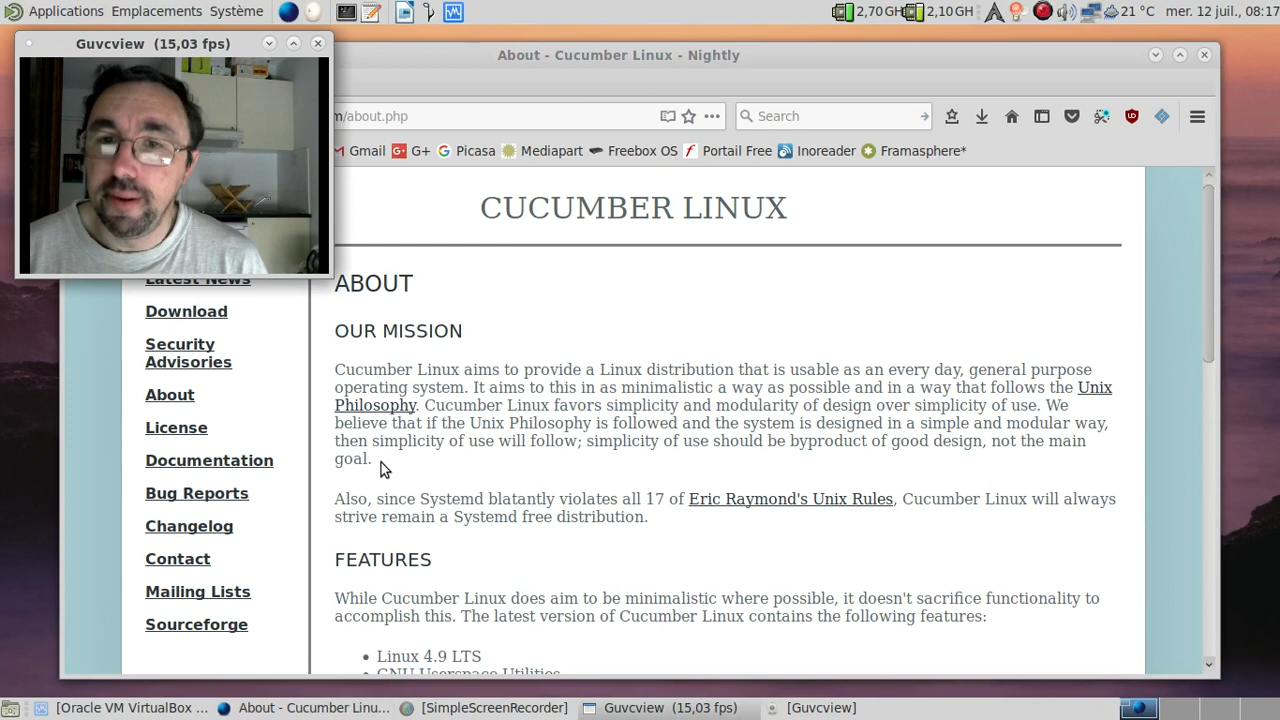 Applications Emplacements Système
2,70 GH 2,10 GH 21 °C mer. 12 juil., 08:17
Guvcview (15,03 fps)
About - Cucumber Linux - Nightly
/about.php
Search
Gmail G+ Picasa Mediapart Freebox OS Portail Free Inoreader Framasphere*
CUCUMBER LINUX
Latest News
Download
Security
Advisories
About
License
Documentation
Bug Reports
Changelog
Contact
Mailing Lists
Sourceforge
ABOUT
OUR MISSION
Cucumber Linux aims to provide a Linux distribution that is usable as an every day, general purpose
operating system. It aims to this in as minimalistic a way as possible and in a way that follows the Unix
Philosophy. Cucumber Linux favors simplicity and modularity of design over simplicity of use. We
believe that if the Unix Philosophy is followed and the system is designed in a simple and modular way,
then simplicity of use will follow; simplicity of use should be byproduct of good design, not the main
goal.
Also, since Systemd blatantly violates all 17 of Eric Raymond's Unix Rules, Cucumber Linux will always
strive remain a Systemd free distribution.
FEATURES
While Cucumber Linux does aim to be minimalistic where possible, it doesn't sacrifice functionality to
accomplish this. The latest version of Cucumber Linux contains the following features:
• Linux 4.9 LTS
• GNU Userspace Utilities
[Oracle VM VirtualBox ... About - Cucumber Linu... [SimpleScreenRecorder] Guvcview (15,03 fps) [Guvcview]